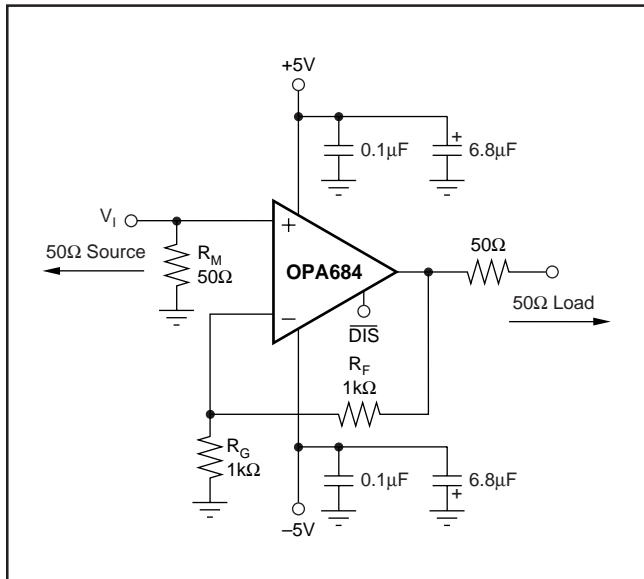 +5V
+
0.1μF
6.8μF
V_I
50Ω Source
R_M
50Ω
+
OPA684
−
DIS
50Ω
50Ω Load
R_F
1kΩ
R_G
1kΩ
0.1μF
6.8μF
+
–5V